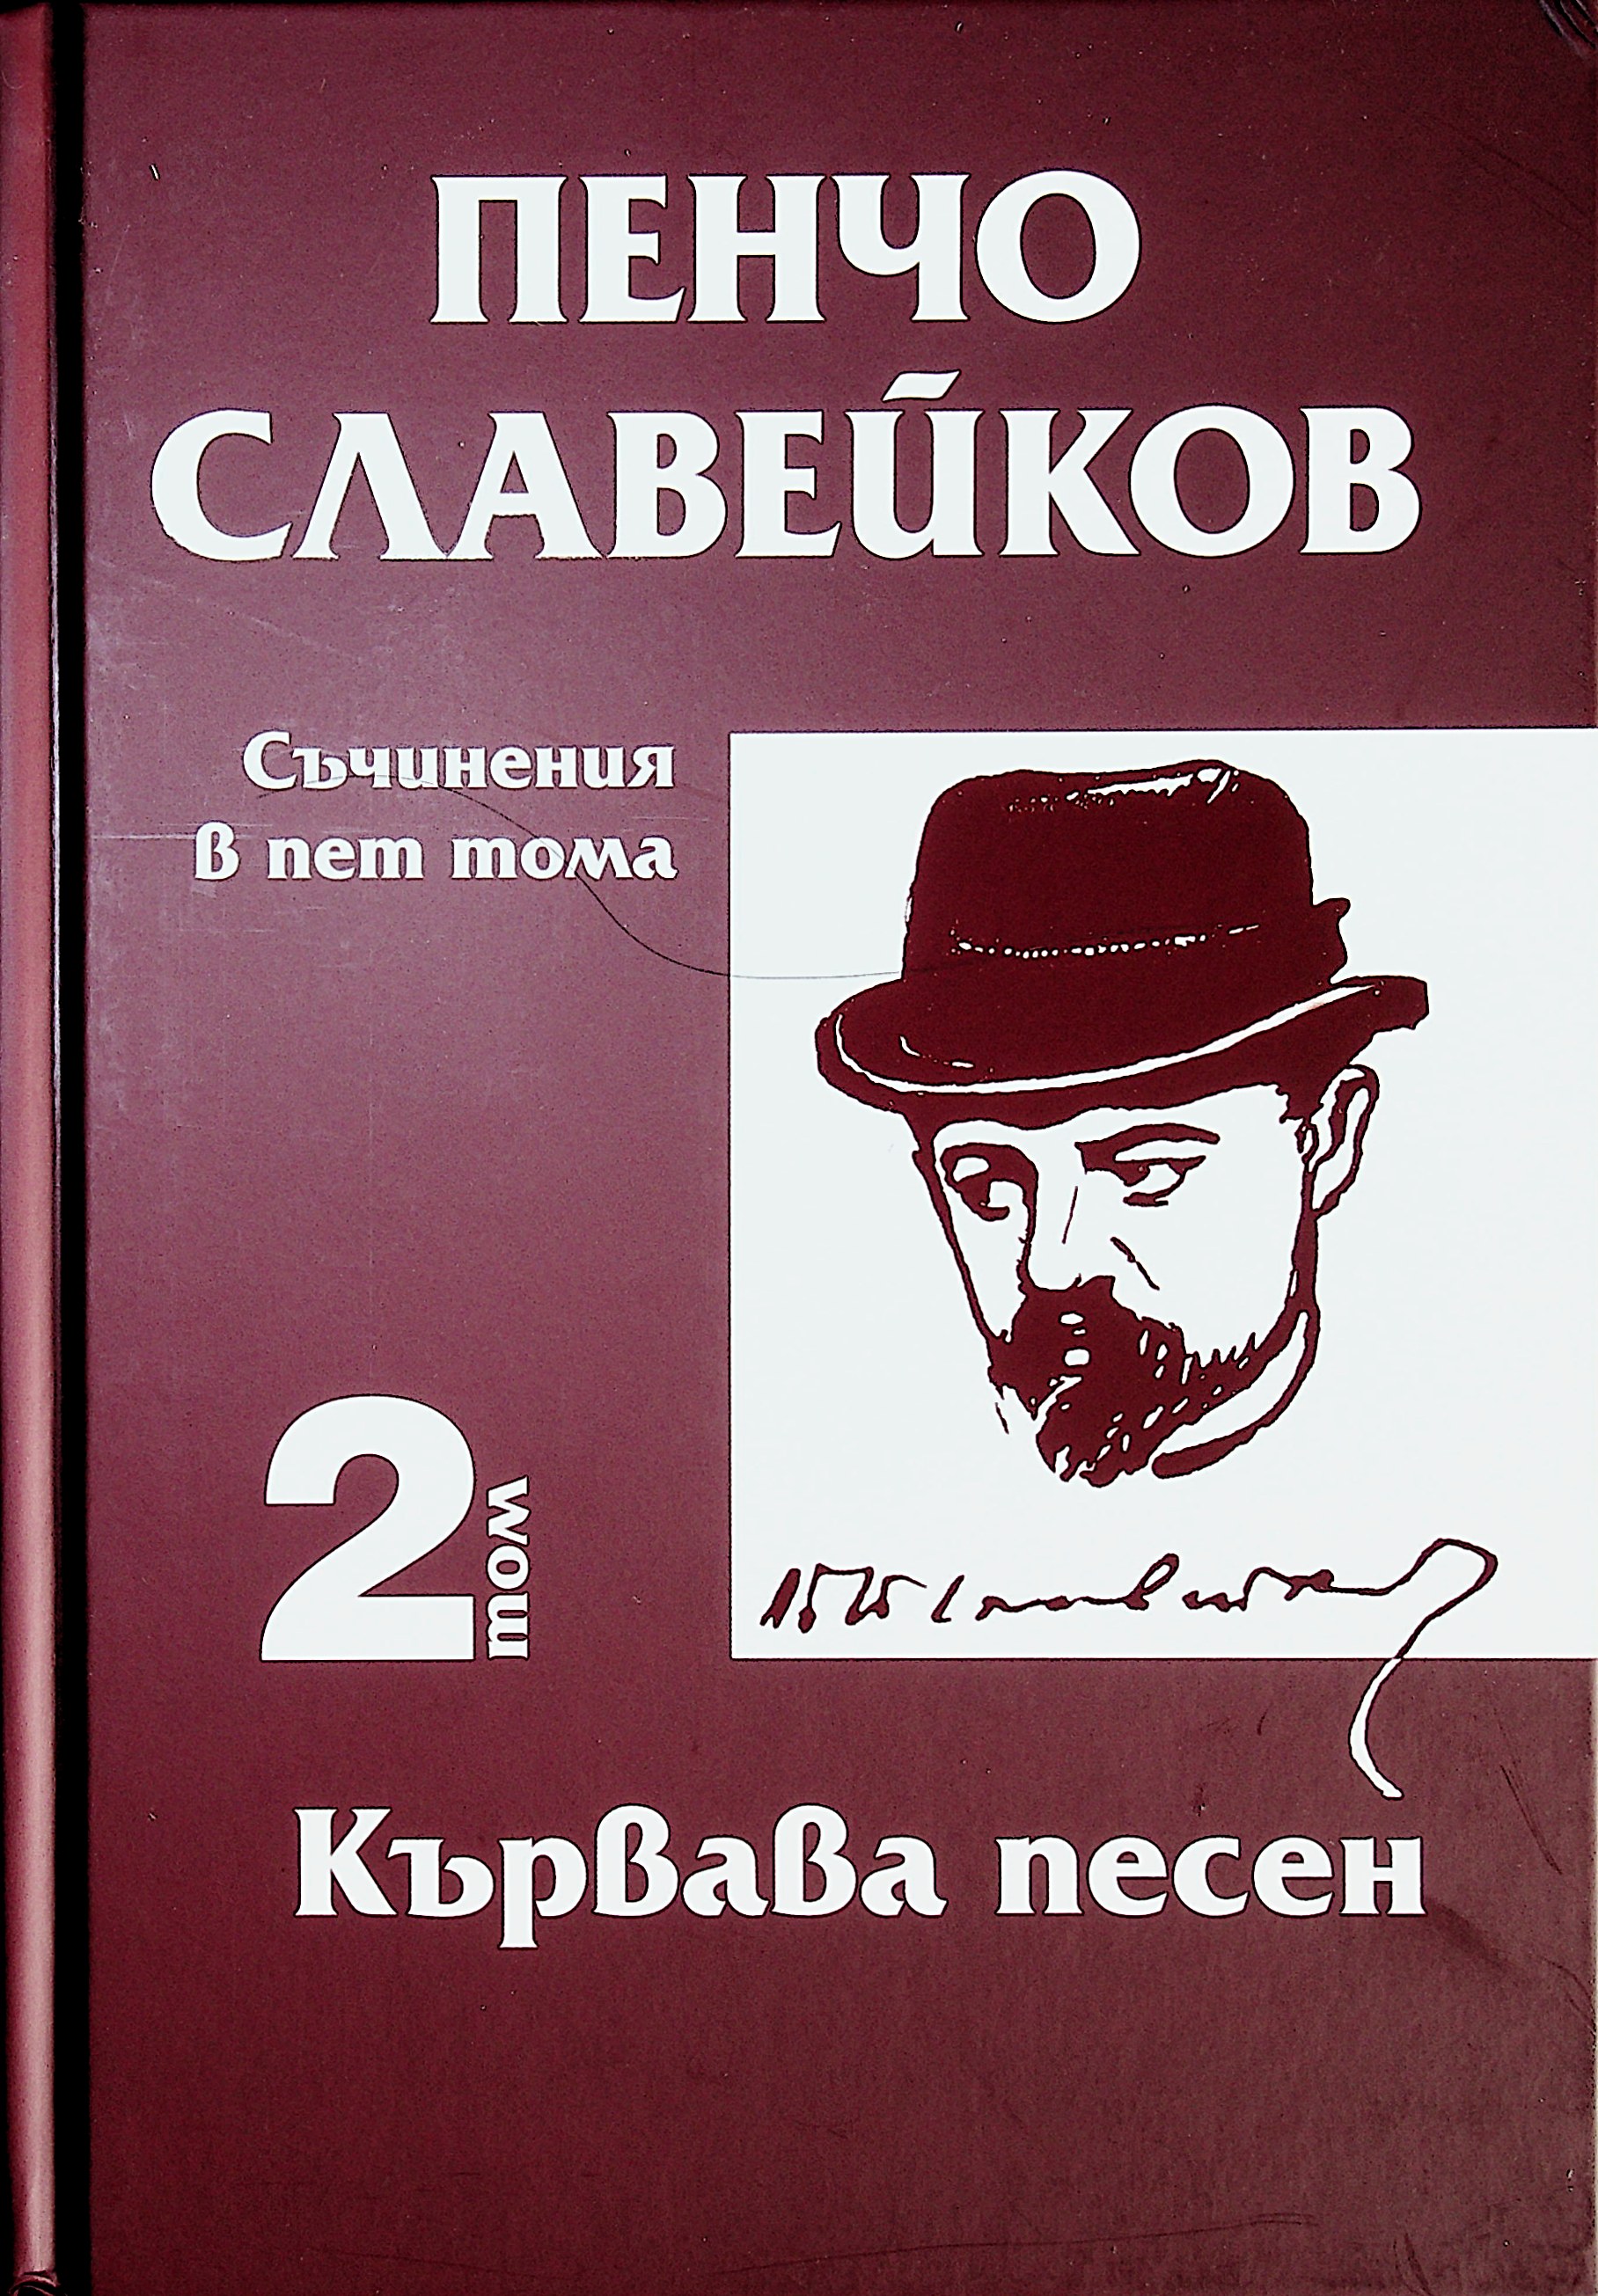 ПЕНЧО
СЛАВЕЙКОВ
Съчинения
в пет тома
2
том
Кървава песен